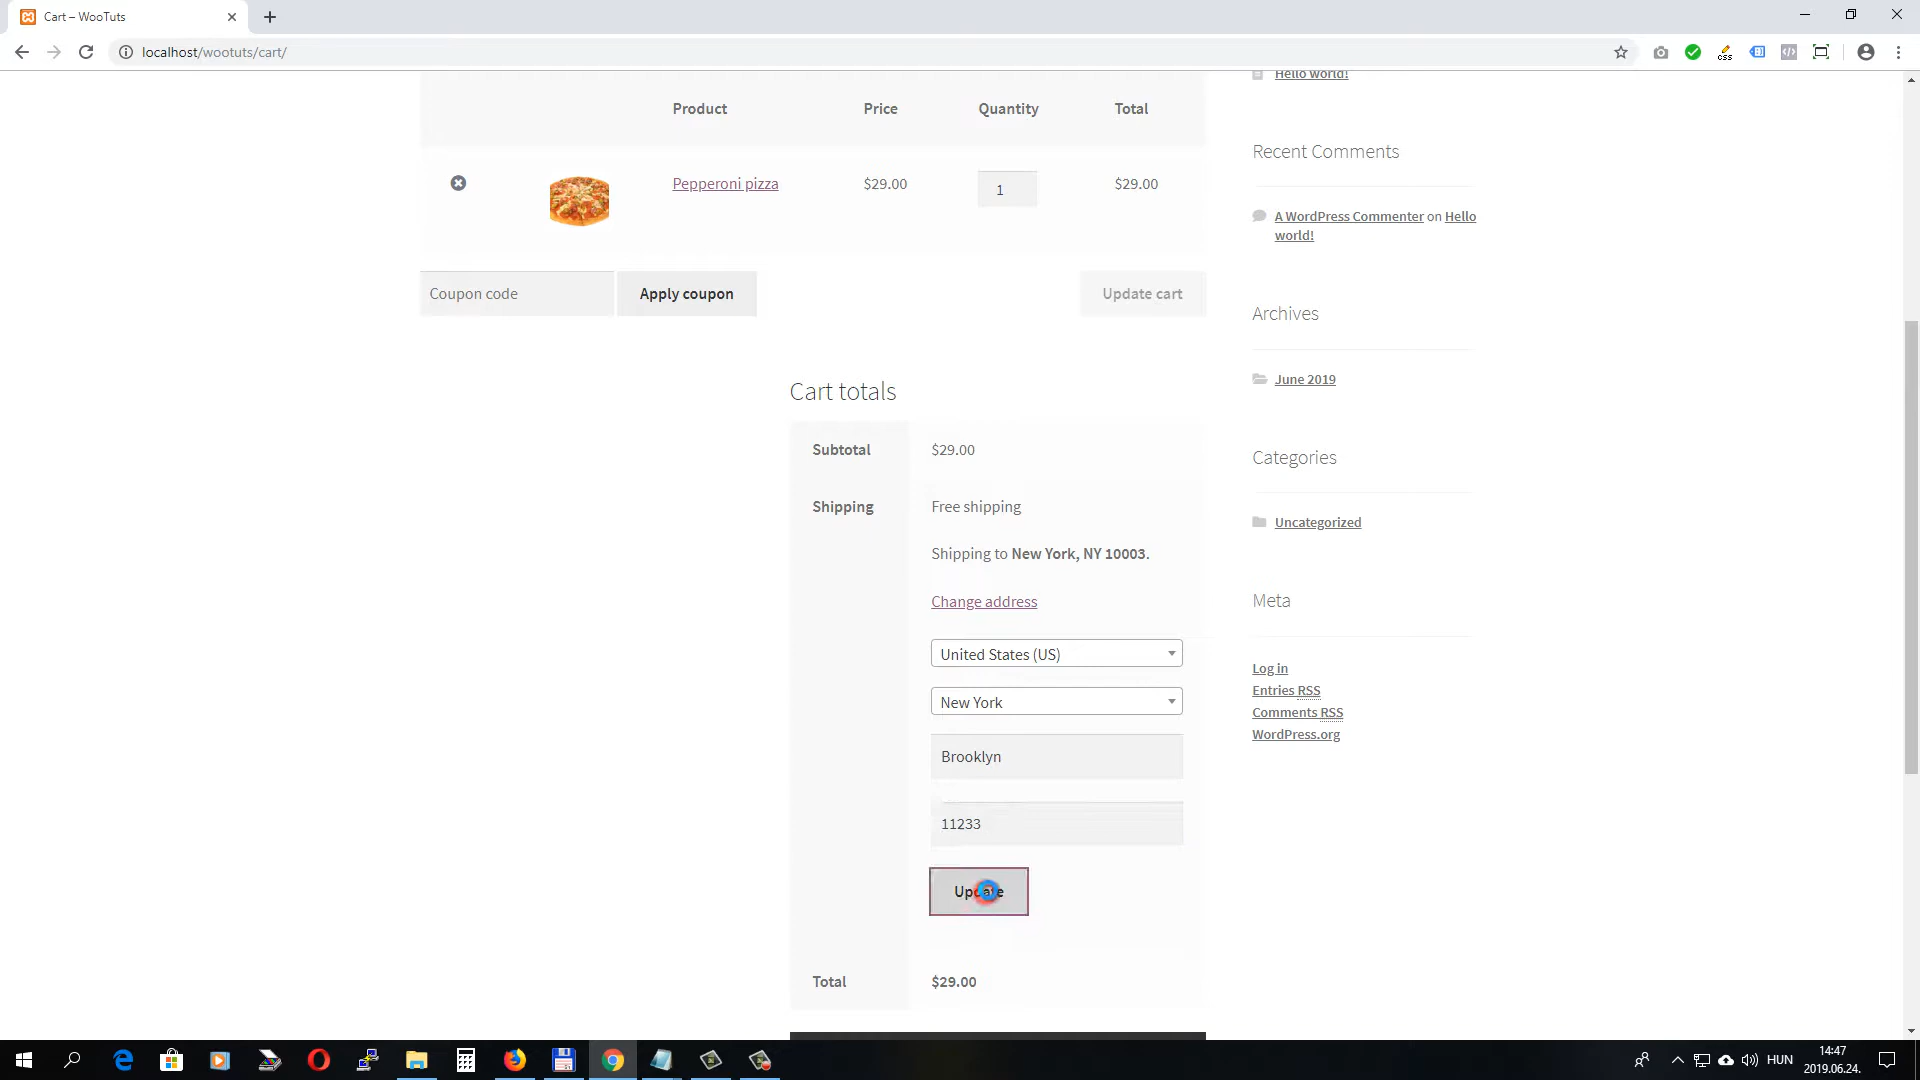 Cart – WooTuts
localhost/wootuts/cart/
css
Hello world!
Product Price Quantity Total
Pepperoni pizza $29.00 1 $29.00
Coupon code Apply coupon Update cart
Cart totals
Subtotal $29.00
Shipping Free shipping
Shipping to New York, NY 10003.
Change address
United States (US)
New York
Brooklyn
11233
Update
Total $29.00
Recent Comments
A WordPress Commenter on Hello
world!
Archives
June 2019
Categories
Uncategorized
Meta
Log in
Entries RSS
Comments RSS
WordPress.org
HUN
14:47
2019.06.24.